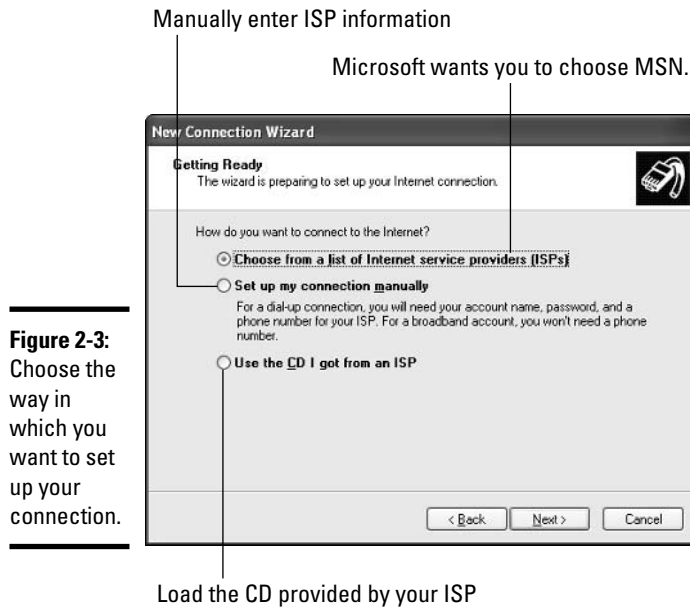 Manually enter ISP information
Microsoft wants you to choose MSN.
New Connection Wizard
Getting Ready
The wizard is preparing to set up your Internet connection.
How do you want to connect to the Internet?
Choose from a list of Internet service providers (ISPs)
Set up my connection manually
For a dial-up connection, you will need your account name, password, and a
phone number for your ISP. For a broadband account, you won't need a phone
number.
Use the CD I got from an ISP
Figure 2-3:
Choose the
way in
which you
want to set
up your
connection.
< Back
Next >
Cancel
Load the CD provided by your ISP